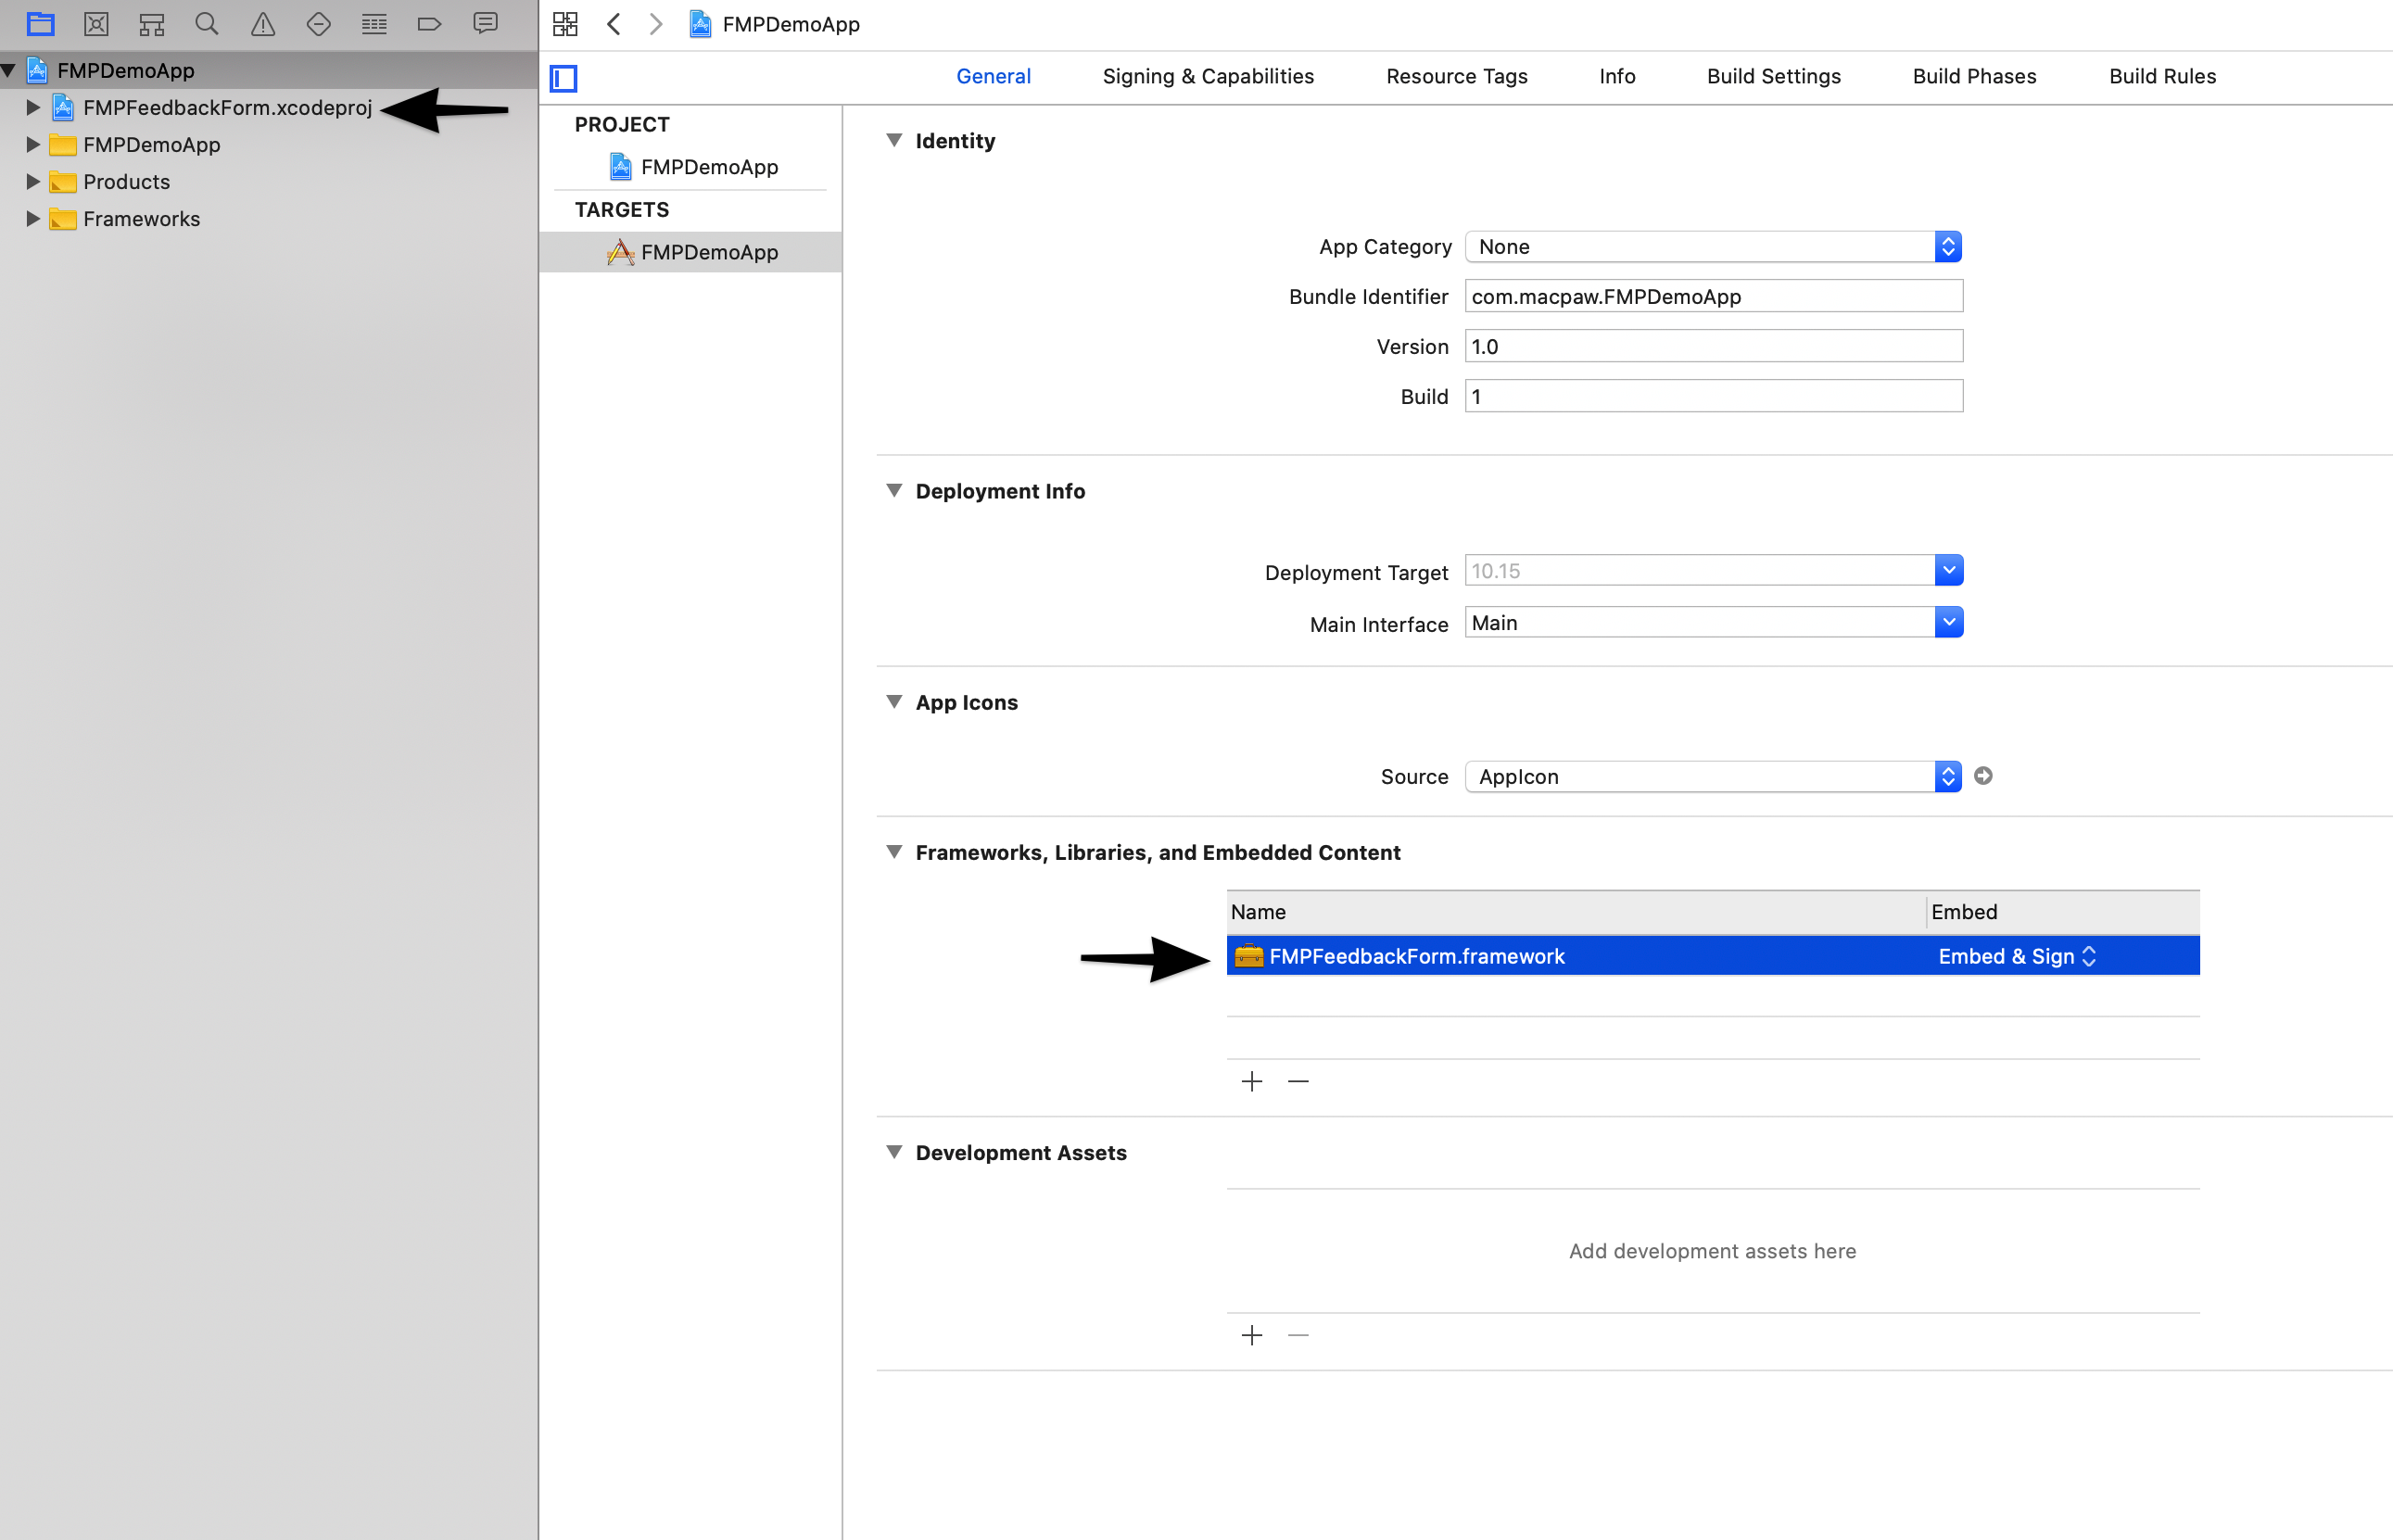 FMPDemoApp
FMPFeedbackForm.xcodeproj
FMPDemoApp
Products
Frameworks
FMPDemoApp
General Signing & Capabilities Resource Tags Info Build Settings Build Phases Build Rules
PROJECT
FMPDemoApp
TARGETS
FMPDemoApp
Identity
App Category None
Bundle Identifier com.macpaw.FMPDemoApp
Version 1.0
Build 1
Deployment Info
Deployment Target 10.15
Main Interface Main
App Icons
Source AppIcon
Frameworks, Libraries, and Embedded Content
Name Embed
FMPFeedbackForm.framework Embed & Sign
Development Assets
Add development assets here